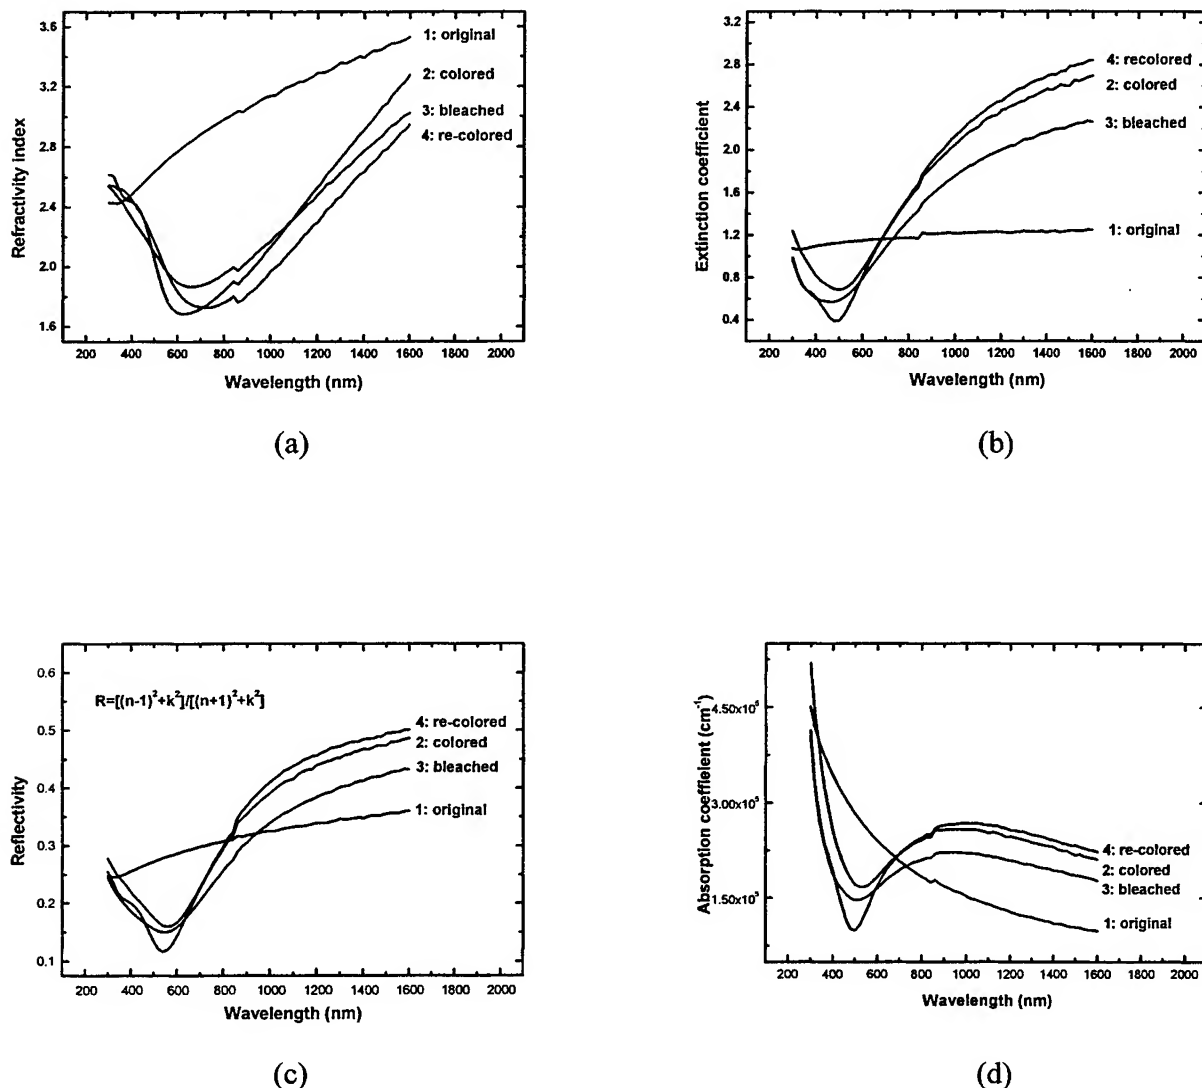 3.6
3.2
2.8
2.4
2.0
1.6
Refractivity index
1: original
2: colored
3: bleached
4: re-colored
200 400 600 800 1000 1200 1400 1600 1800 2000
Wavelength (nm)
(a)
3.2
2.8
2.4
2.0
1.6
1.2
0.8
0.4
Extinction coefficient
4: recolored
2: colored
3: bleached
1: original
200 400 600 800 1000 1200 1400 1600 1800 2000
Wavelength (nm)
(b)
0.6
0.5
0.4
0.3
0.2
0.1
Reflectivity
R=[(n-1)²+k²]/[(n+1)²+k²]
4: re-colored
2: colored
3: bleached
1: original
200 400 600 800 1000 1200 1400 1600 1800 2000
Wavelength (nm)
(c)
4.50x10⁵
3.00x10⁵
1.50x10⁵
Absorption coeffielent (cm⁻¹)
4: re-colored
2: colored
3: bleached
1: original
200 400 600 800 1000 1200 1400 1600 1800 2000
Wavelength (nm)
(d)